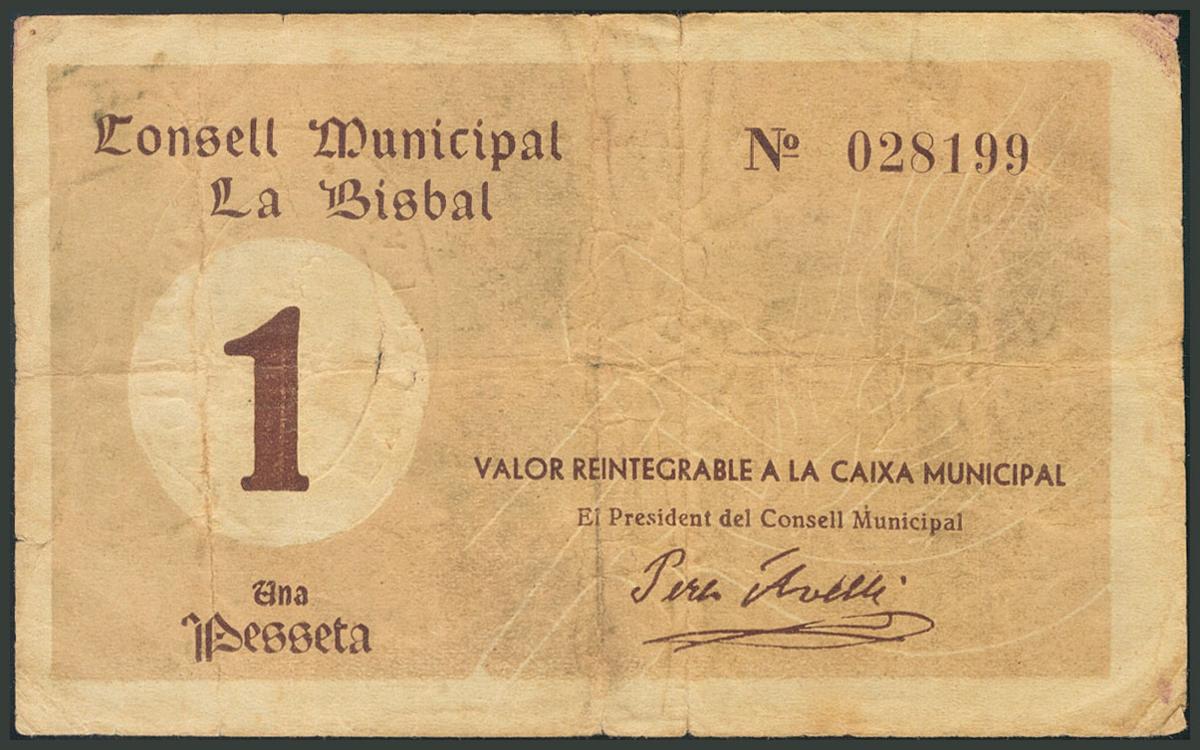 Consell Municipal
La Bisbal
Nº 028199
1
VALOR REINTEGRABLE A LA CAIXA MUNICIPAL
El President del Consell Municipal
Pere
Una
Pesseta